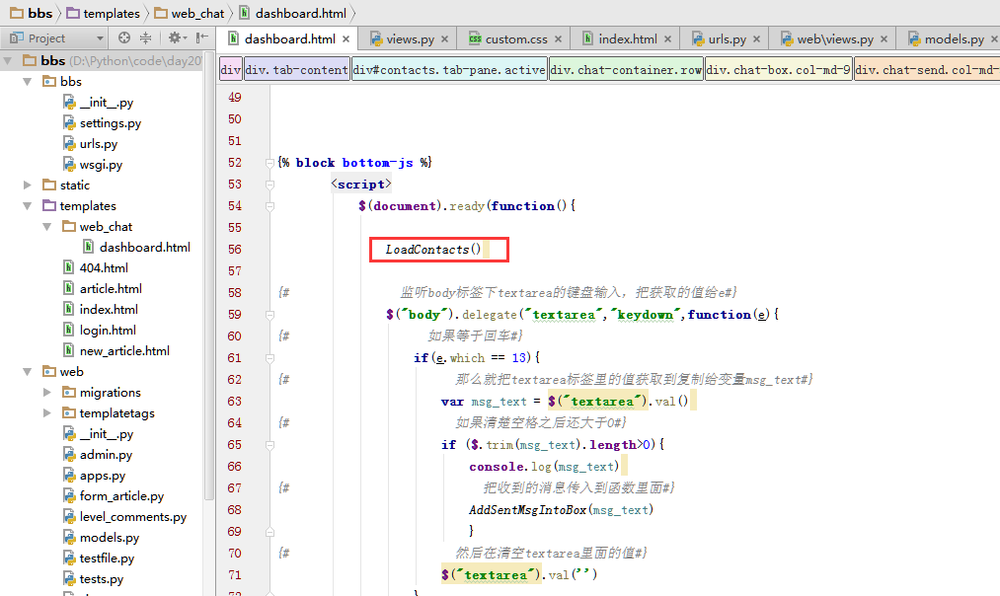 bbs templates web_chat dashboard.html
Project
dashboard.html views.py custom.css index.html urls.py web\views.py models.py
bbs (D:\Python\code\day20
bbs
__init__.py
settings.py
urls.py
wsgi.py
static
templates
web_chat
dashboard.html
404.html
article.html
index.html
login.html
new_article.html
web
migrations
templatetags
__init__.py
admin.py
apps.py
form_article.py
level_comments.py
models.py
testfile.py
tests.py
div div.tab-content div#contacts.tab-pane.active div.chat-container.row div.chat-box.col-md-9 div.chat-send.col-md-
49
50
51
52 {% block bottom-js %}
53 <script>
54 $(document).ready(function(){
55
56 LoadContacts()
57
58 {# 监听body标签下textarea的键盘输入，把获取的值给e#}
59 $("body").delegate("textarea","keydown",function(e){
60 {# 如果等于回车#}
61 if(e.which == 13){
62 {# 那么就把textarea标签里的值获取到复制给变量msg_text#}
63 var msg_text = $("textarea").val()
64 {# 如果清楚空格之后还大于0#}
65 if ($.trim(msg_text).length>0){
66 console.log(msg_text)
67 {# 把收到的消息传入到函数里面#}
68 AddSentMsgIntoBox(msg_text)
69 }
70 {# 然后在清空textarea里面的值#}
71 $("textarea").val('')